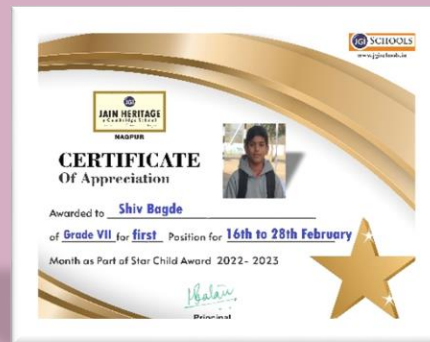 JGI SCHOOLS
www.jgischools.in
JGI
JAIN HERITAGE
a Cambridge School
NAGPUR
CERTIFICATE
Of Appreciation
Awarded to Shiv Bagde
of Grade VII for first Position for 16th to 28th February
Month as Part of Star Child Award 2022- 2023
Principal